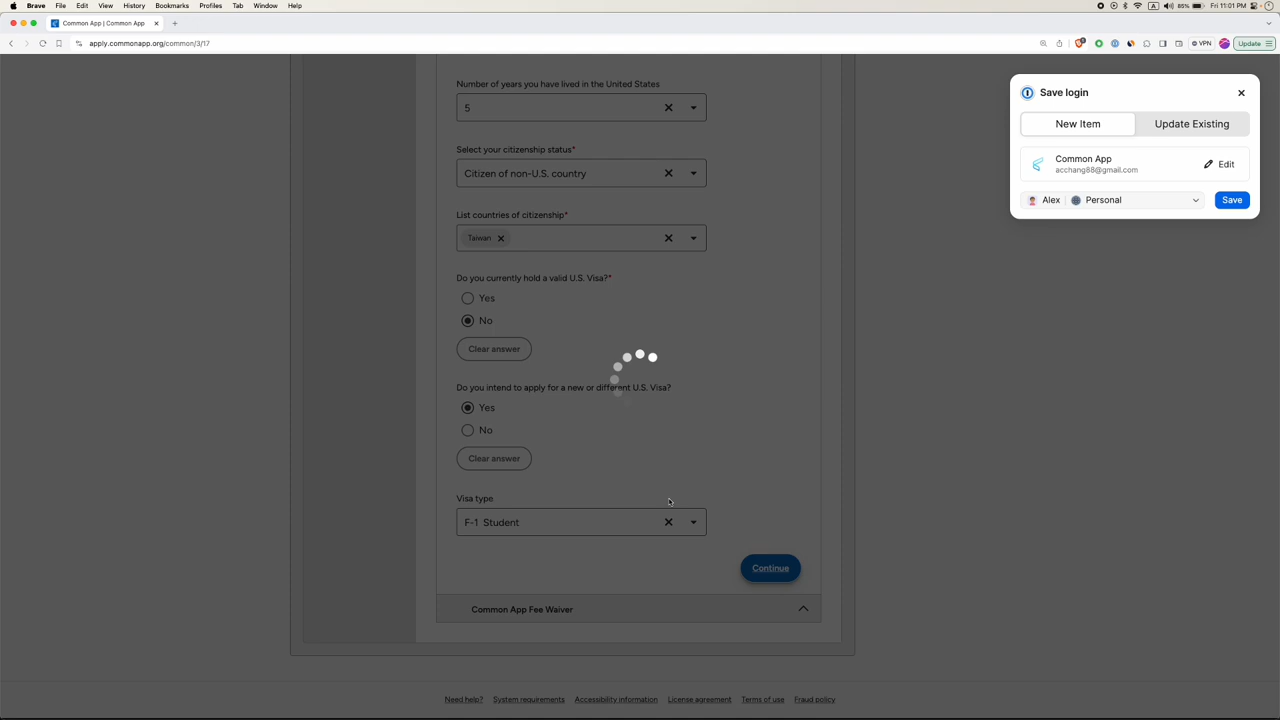 Brave File Edit View History Bookmarks Profiles Tab Window Help
A 85% Fri 11:01 PM
Common App | Common App
apply.commonapp.org/common/3/17
VPN Update
Number of years you have lived in the United States
5
Select your citizenship status*
Citizen of non-U.S. country
List countries of citizenship*
Taiwan
Do you currently hold a valid U.S. Visa?*
Yes
No
Clear answer
Do you intend to apply for a new or different U.S. Visa?
Yes
No
Clear answer
Visa type
F-1 Student
Continue
Common App Fee Waiver
Need help? System requirements Accessibility information License agreement Terms of use Fraud policy
Save login
New Item Update Existing
Common App
acchang88@gmail.com
Edit
Alex Personal
Save